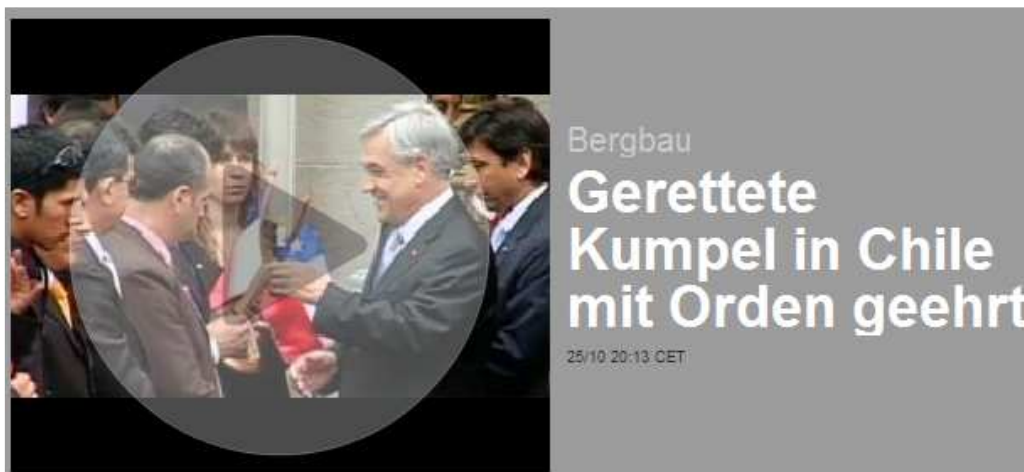 Bergbau
Gerettete
Kumpel in Chile
mit Orden geehrt
25/10 20:13 CET